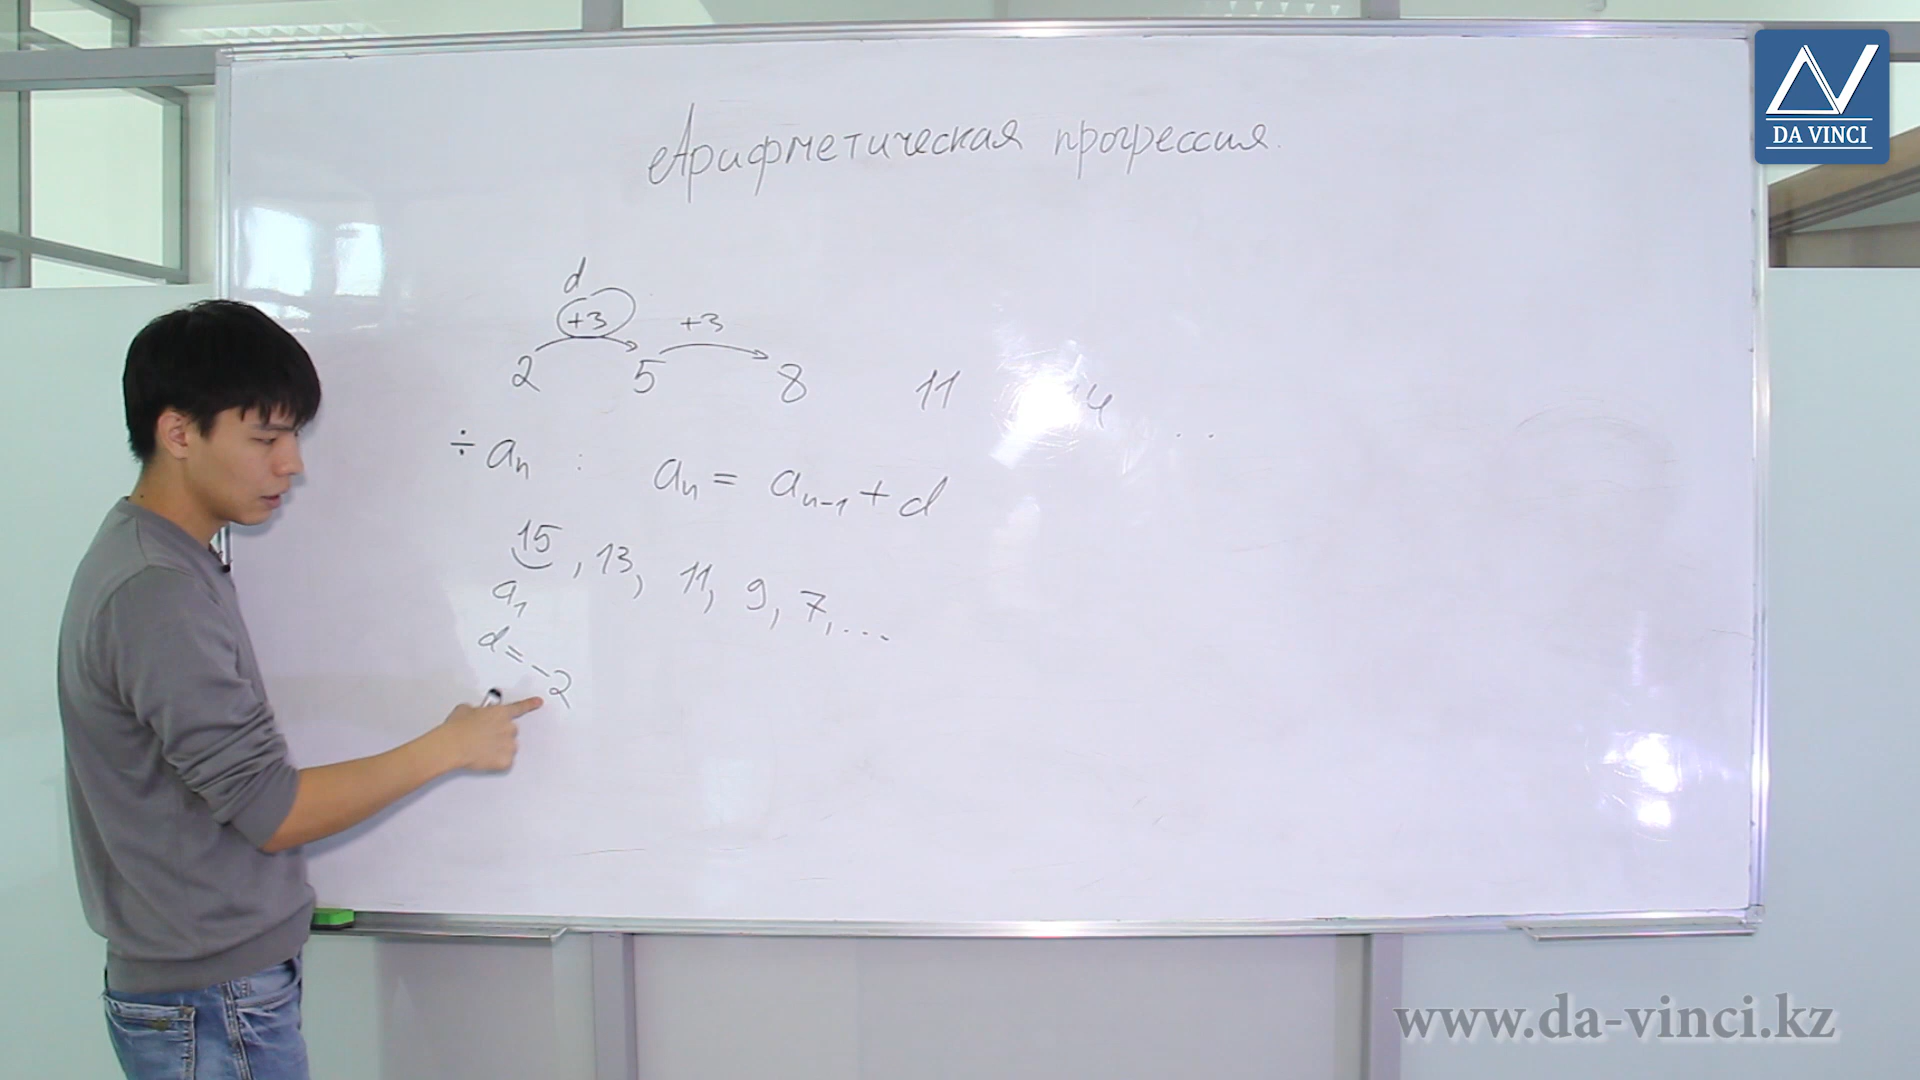 Арифметическая прогрессия.
d
+3 +3
2 5 8 11 14 ...
÷ aₙ : aₙ = aₙ₋₁ + d
15, 13, 11, 9, 7, ...
a₁
d = -2
DA VINCI
www.da-vinci.kz